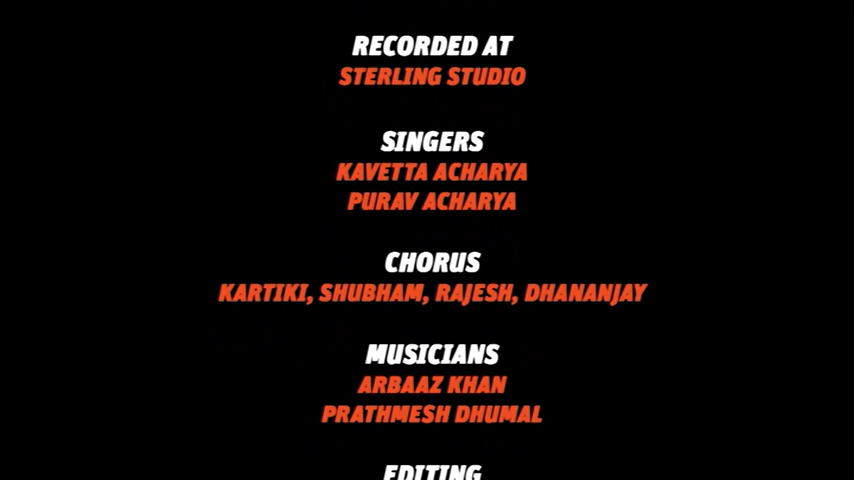 RECORDED AT
STERLING STUDIO
SINGERS
KAVETTA ACHARYA
PURAV ACHARYA
CHORUS
KARTIKI, SHUBHAM, RAJESH, DHANANJAY
MUSICIANS
ARBAAZ KHAN
PRATHMESH DHUMAL
EDITING